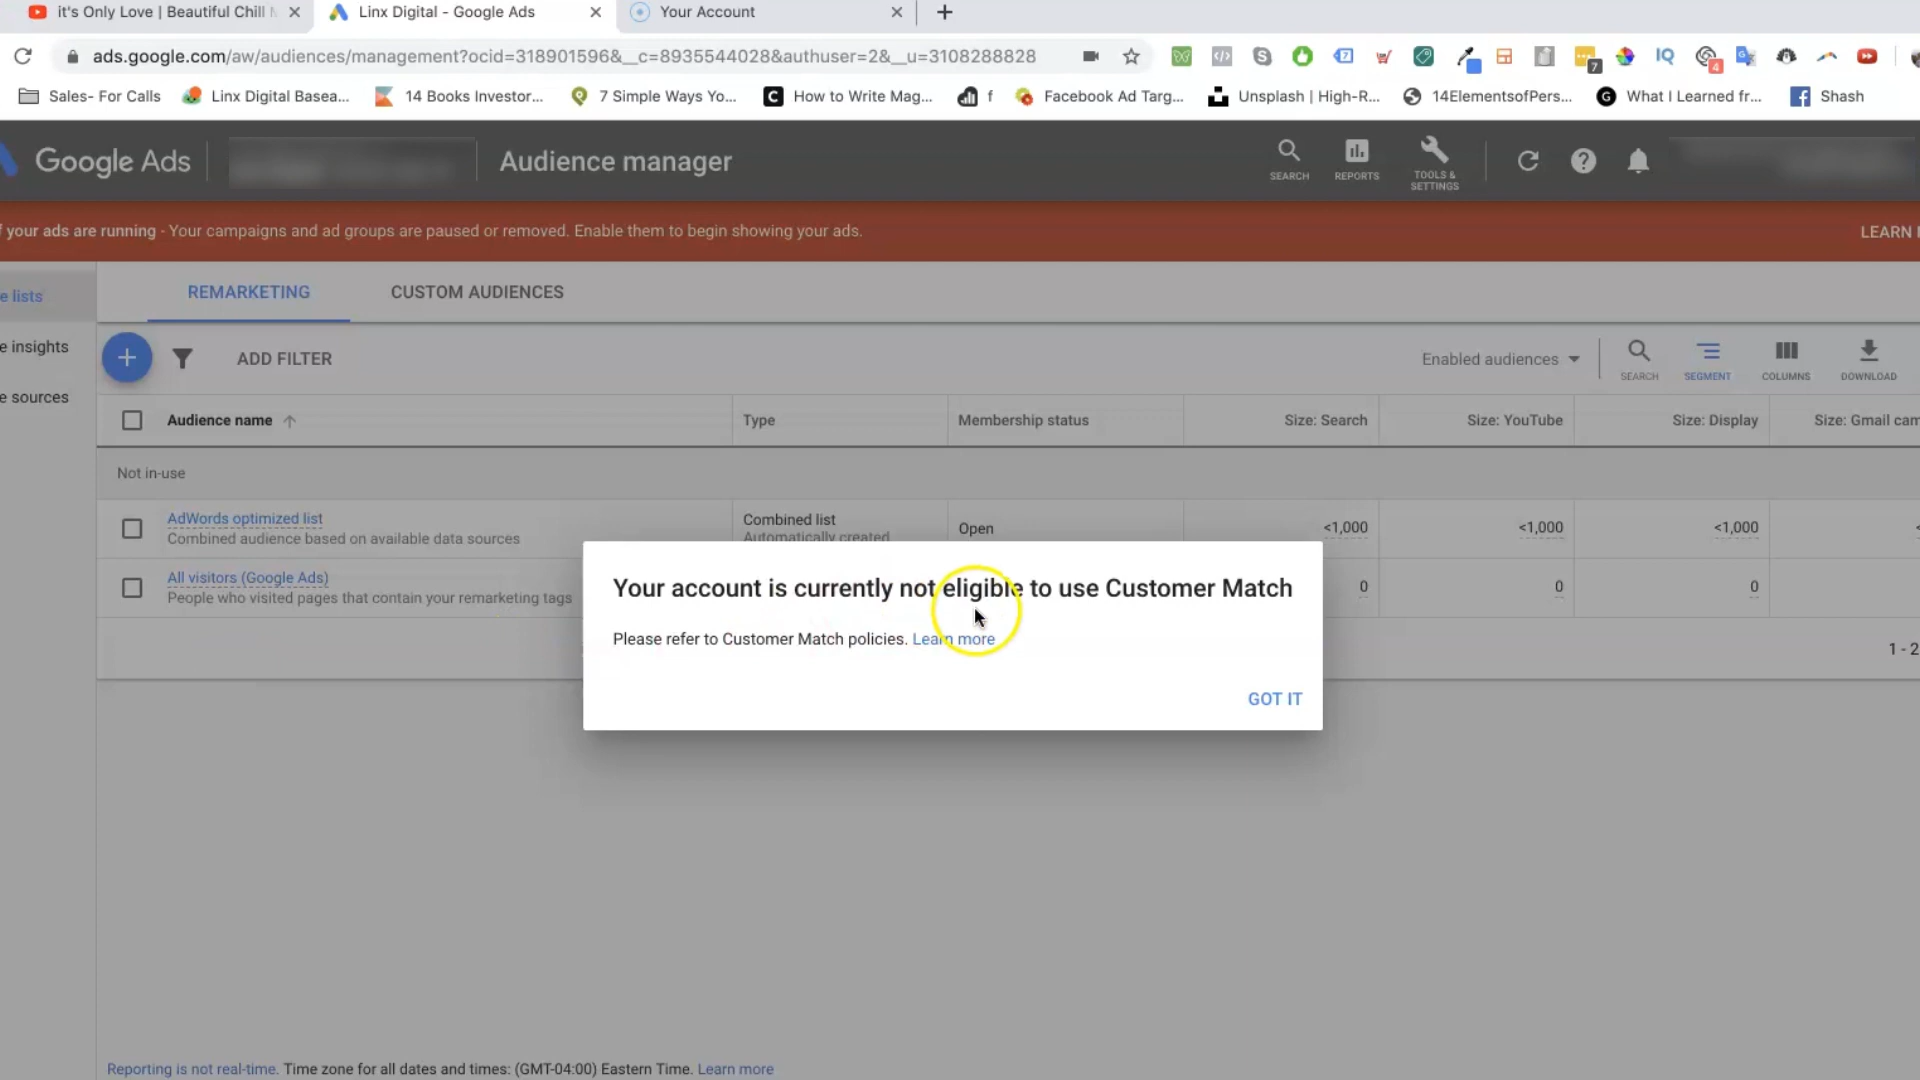 it's Only Love | Beautiful Chill
Linx Digital - Google Ads
Your Account
ads.google.com/aw/audiences/management?ocid=318901596&__c=8935544028&authuser=2&__u=3108288828
7
IQ
4
7
Sales- For Calls
Linx Digital Basea...
14 Books Investor...
7 Simple Ways Yo...
How to Write Mag...
f
Facebook Ad Targ...
Unsplash | High-R...
14ElementsofPers...
What I Learned fr...
Shash
Google Ads
Audience manager
SEARCH
REPORTS
TOOLS &
SETTINGS
your ads are running - Your campaigns and ad groups are paused or removed. Enable them to begin showing your ads.
LEARN
e lists
e insights
e sources
REMARKETING
CUSTOM AUDIENCES
ADD FILTER
Enabled audiences
SEARCH
SEGMENT
COLUMNS
DOWNLOAD
Audience name
Type
Membership status
Size: Search
Size: YouTube
Size: Display
Size: Gmail cam
Not in-use
AdWords optimized list
Combined audience based on available data sources
Combined list
Automatically created
Open
<1,000
<1,000
<1,000
<
All visitors (Google Ads)
People who visited pages that contain your remarketing tags
0
0
0
Your account is currently not eligible to use Customer Match
Please refer to Customer Match policies. Learn more
GOT IT
1 - 2
Reporting is not real-time. Time zone for all dates and times: (GMT-04:00) Eastern Time. Learn more